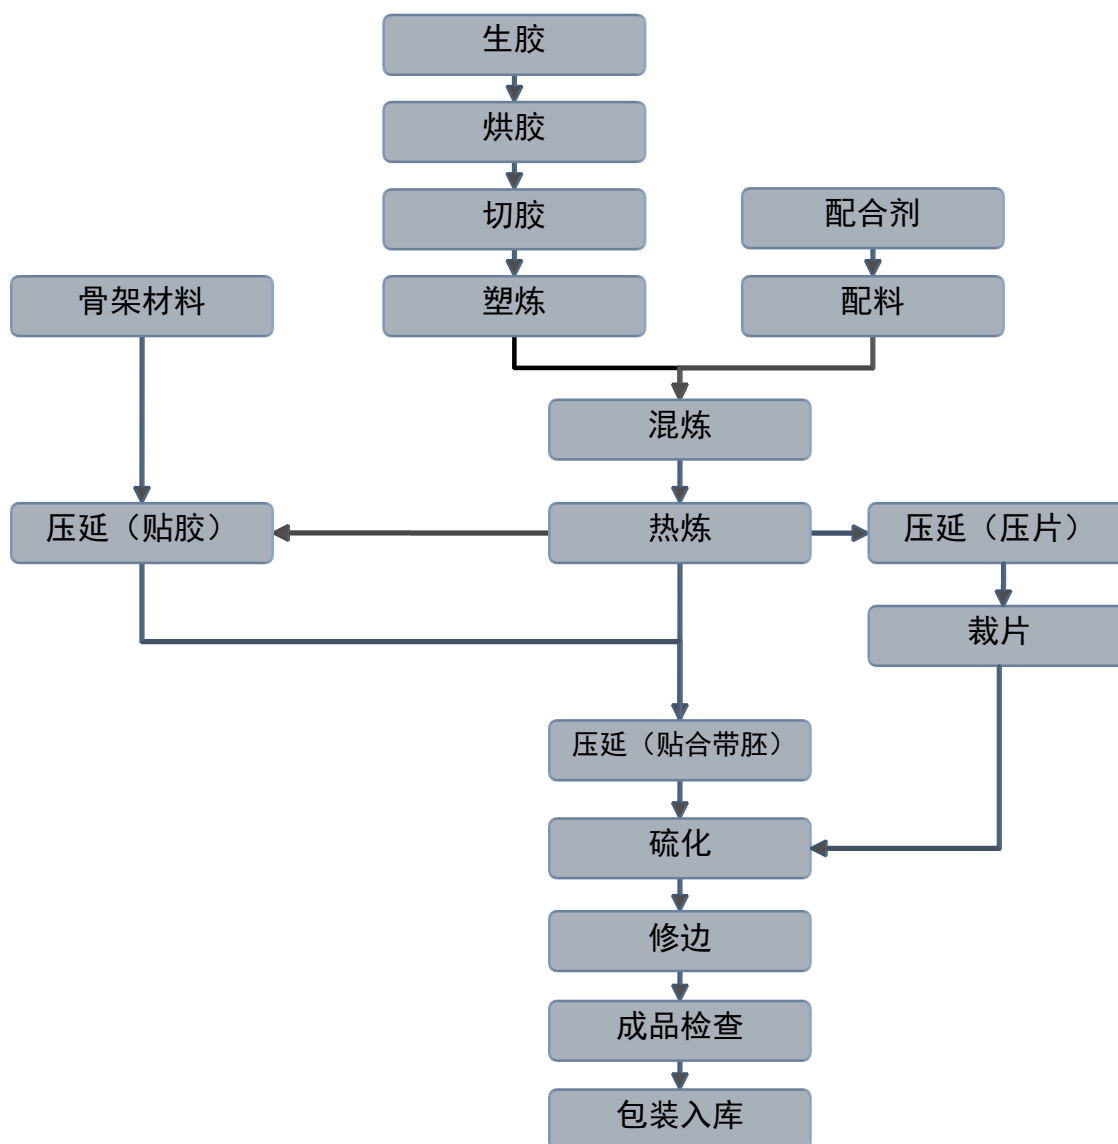 生胶
烘胶
切胶
配合剂
骨架材料
塑炼
配料
混炼
压延（贴胶）
热炼
压延（压片）
裁片
压延（贴合带胚）
硫化
修边
成品检查
包装入库